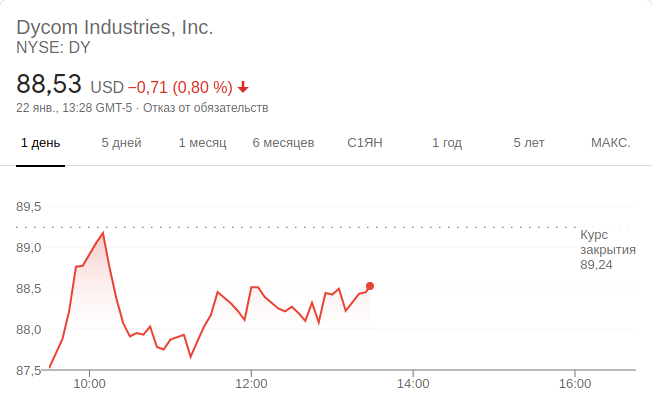 Dycom Industries, Inc.
NYSE: DY
88,53 USD −0,71 (0,80 %)
22 янв., 13:28 GMT-5 · Отказ от обязательств
1 день 5 дней 1 месяц 6 месяцев С1ЯН 1 год 5 лет МАКС.
89,5
Курс
закрытия
89,24
89,0
88,5
88,0
87,5
10:00 12:00 14:00 16:00